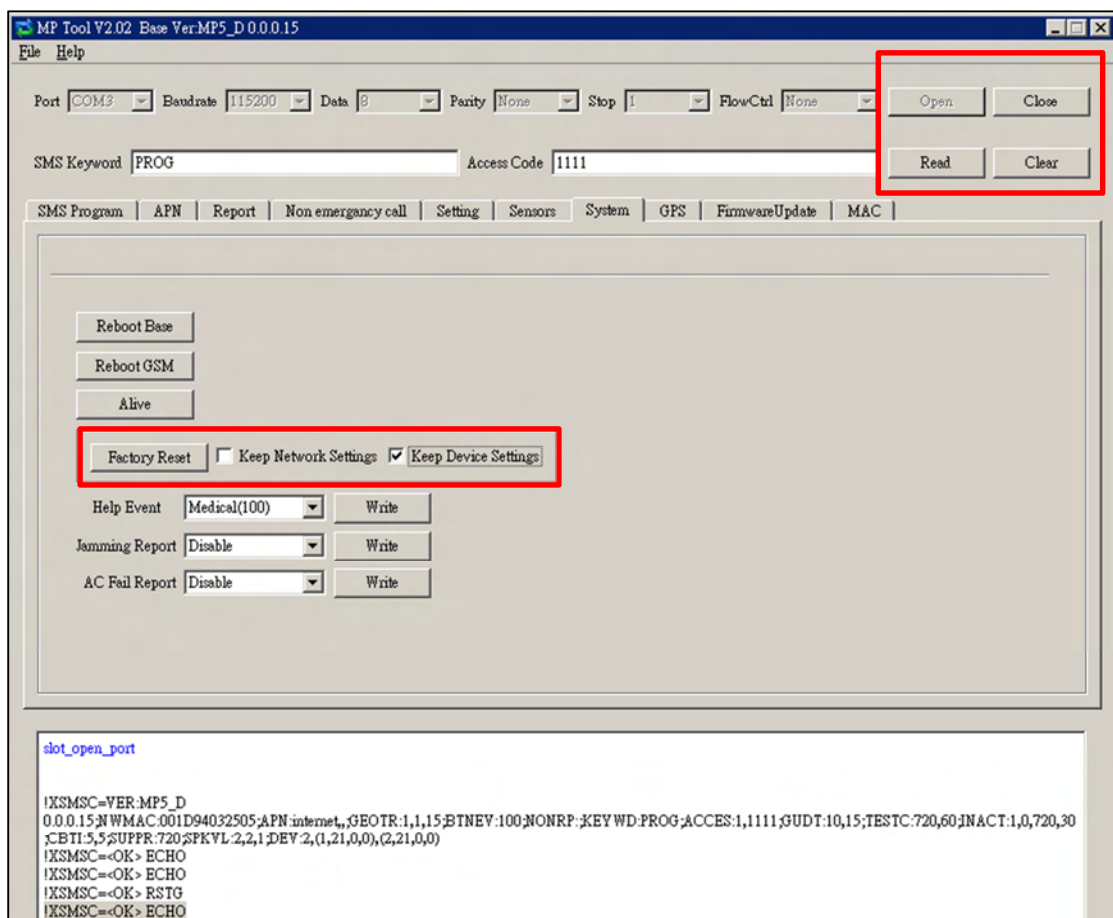 MP Tool V2.02 Base Ver:MP5_D 0.0.0.15
File Help
Port COM3 Baudrate 115200 Data 8 Parity None Stop 1 FlowCtrl None Open Close
SMS Keyword PROG Access Code 1111 Read Clear
SMS Program APN Report Non emergancy call Setting Sensors System GPS FirmwareUpdate MAC
Reboot Base
Reboot GSM
Alive
Factory Reset Keep Network Settings Keep Device Settings
Help Event Medical(100) Write
Jamming Report Disable Write
AC Fail Report Disable Write
slot_open_port
!XSMSC=VER:MP5_D
0.0.0.15;NWMAC:001D94032505;APN:internet,,;GEOTR:1,1,15;BTNEV:100;NONRP:;KEYWD:PROG;ACCES:1,1111;GUDT:10,15;TESTC:720,60;INACT:1,0,720,30
;CBTI:5,5;SUPPR:720;SPKVL:2,2,1;DEV:2,(1,21,0,0),(2,21,0,0)
!XSMSC=<OK> ECHO
!XSMSC=<OK> ECHO
!XSMSC=<OK> RSTG
!XSMSC=<OK> ECHO